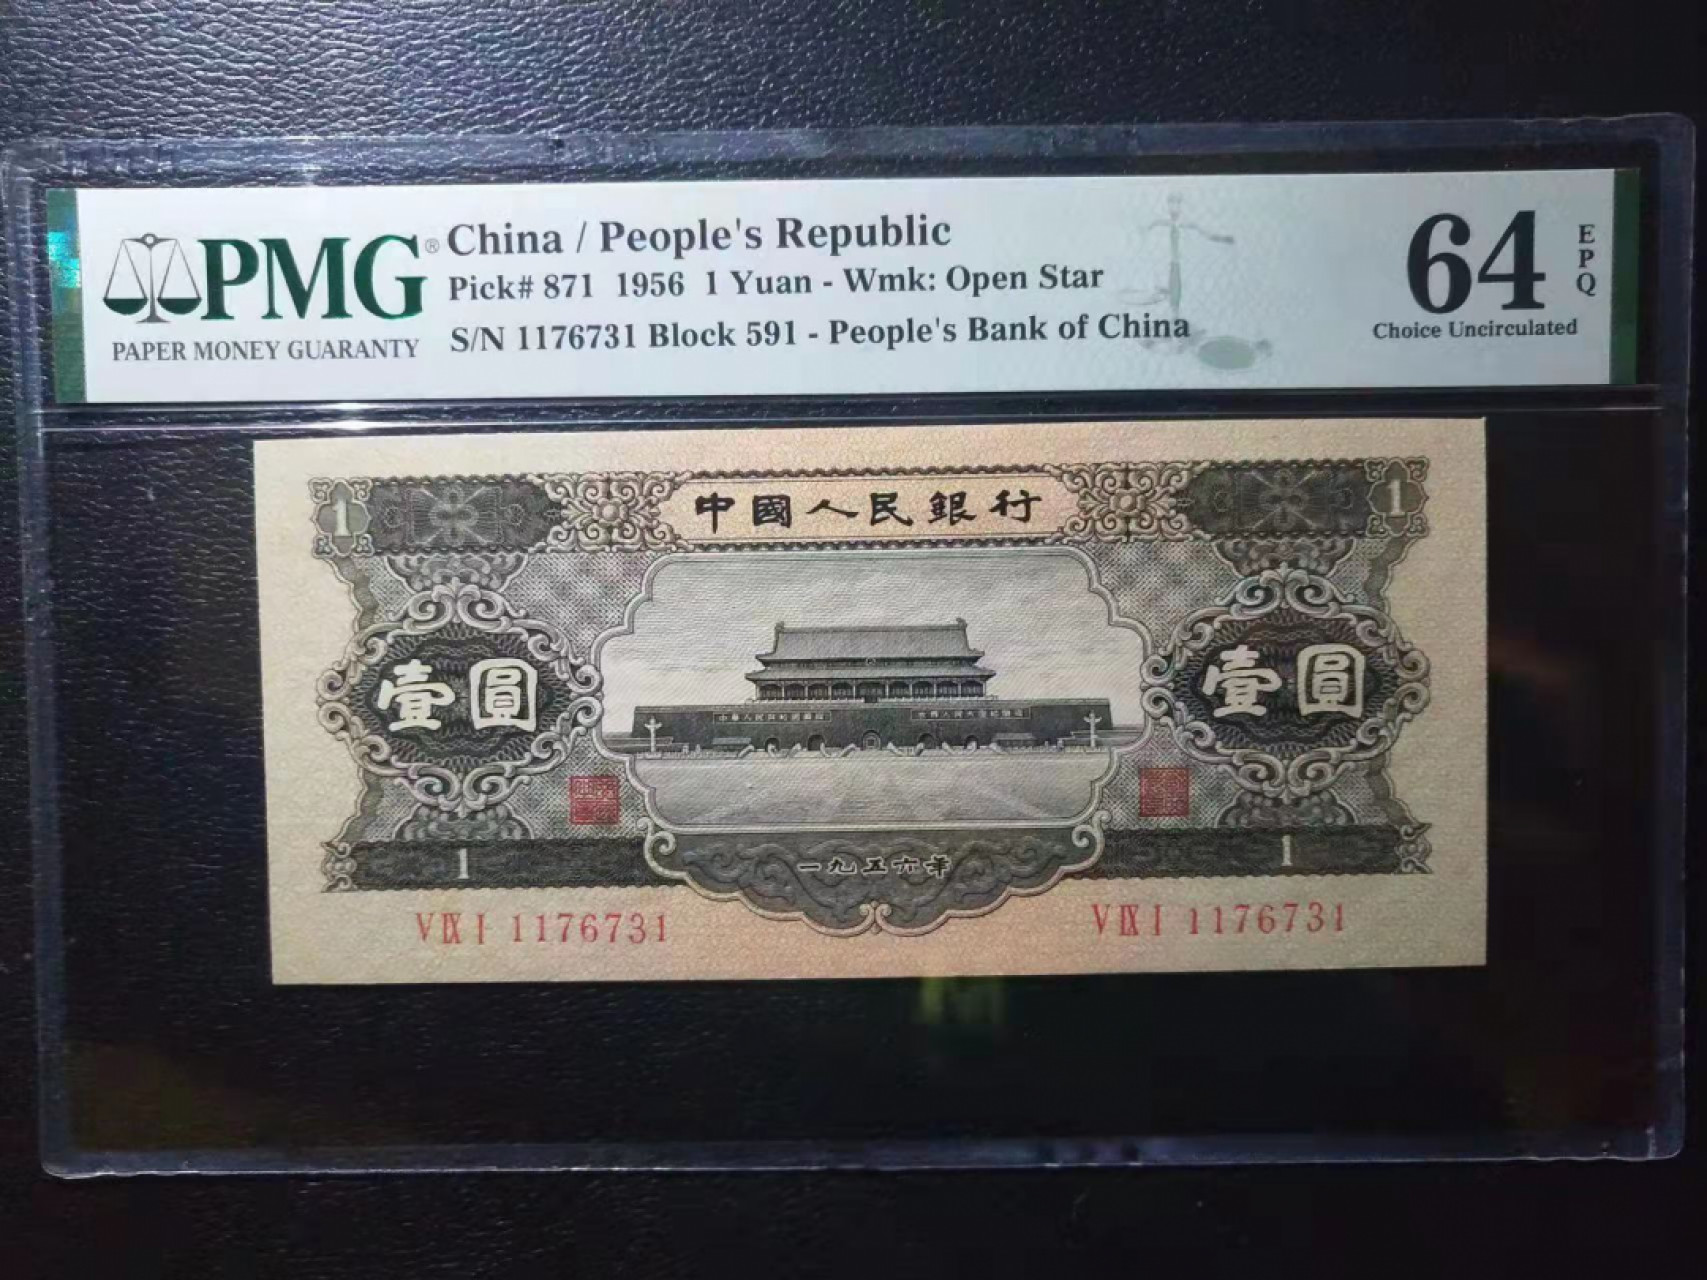 PMG®
PAPER MONEY GUARANTY
China / People's Republic
Pick# 871 1956 1 Yuan - Wmk: Open Star
S/N 1176731 Block 591 - People's Bank of China
64
EPQ
Choice Uncirculated
1 中國人民銀行 1
壹圓 壹圓
1 一九五六年 1
V IX I 1176731 V IX I 1176731